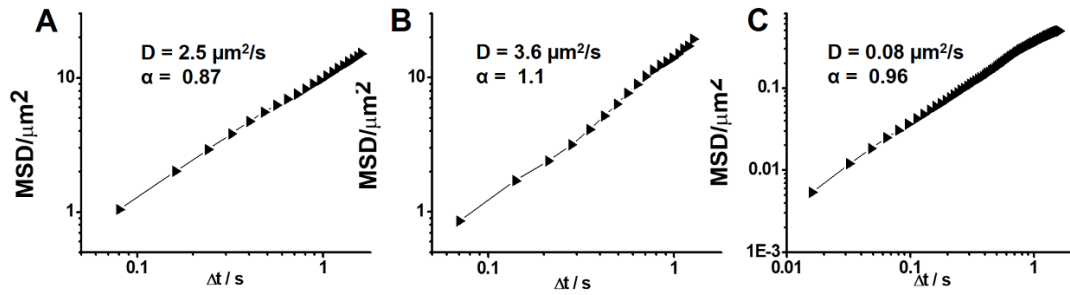 A
D = 2.5 µm²/s
α = 0.87
MSD/µm²
10
1
0.1
1
Δt / s
B
D = 3.6 µm²/s
α = 1.1
MSD/µm²
10
1
0.1
1
Δt / s
C
D = 0.08 µm²/s
α = 0.96
MSD/µm²
0.1
0.01
1E-3
0.01
0.1
1
Δt / s